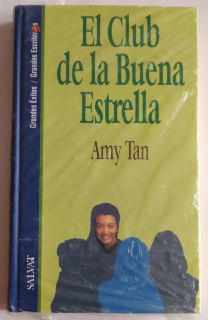 El Club
de la Buena
Estrella
Amy Tan
Grandes Éxitos / Grandes Escritores
SALVAT